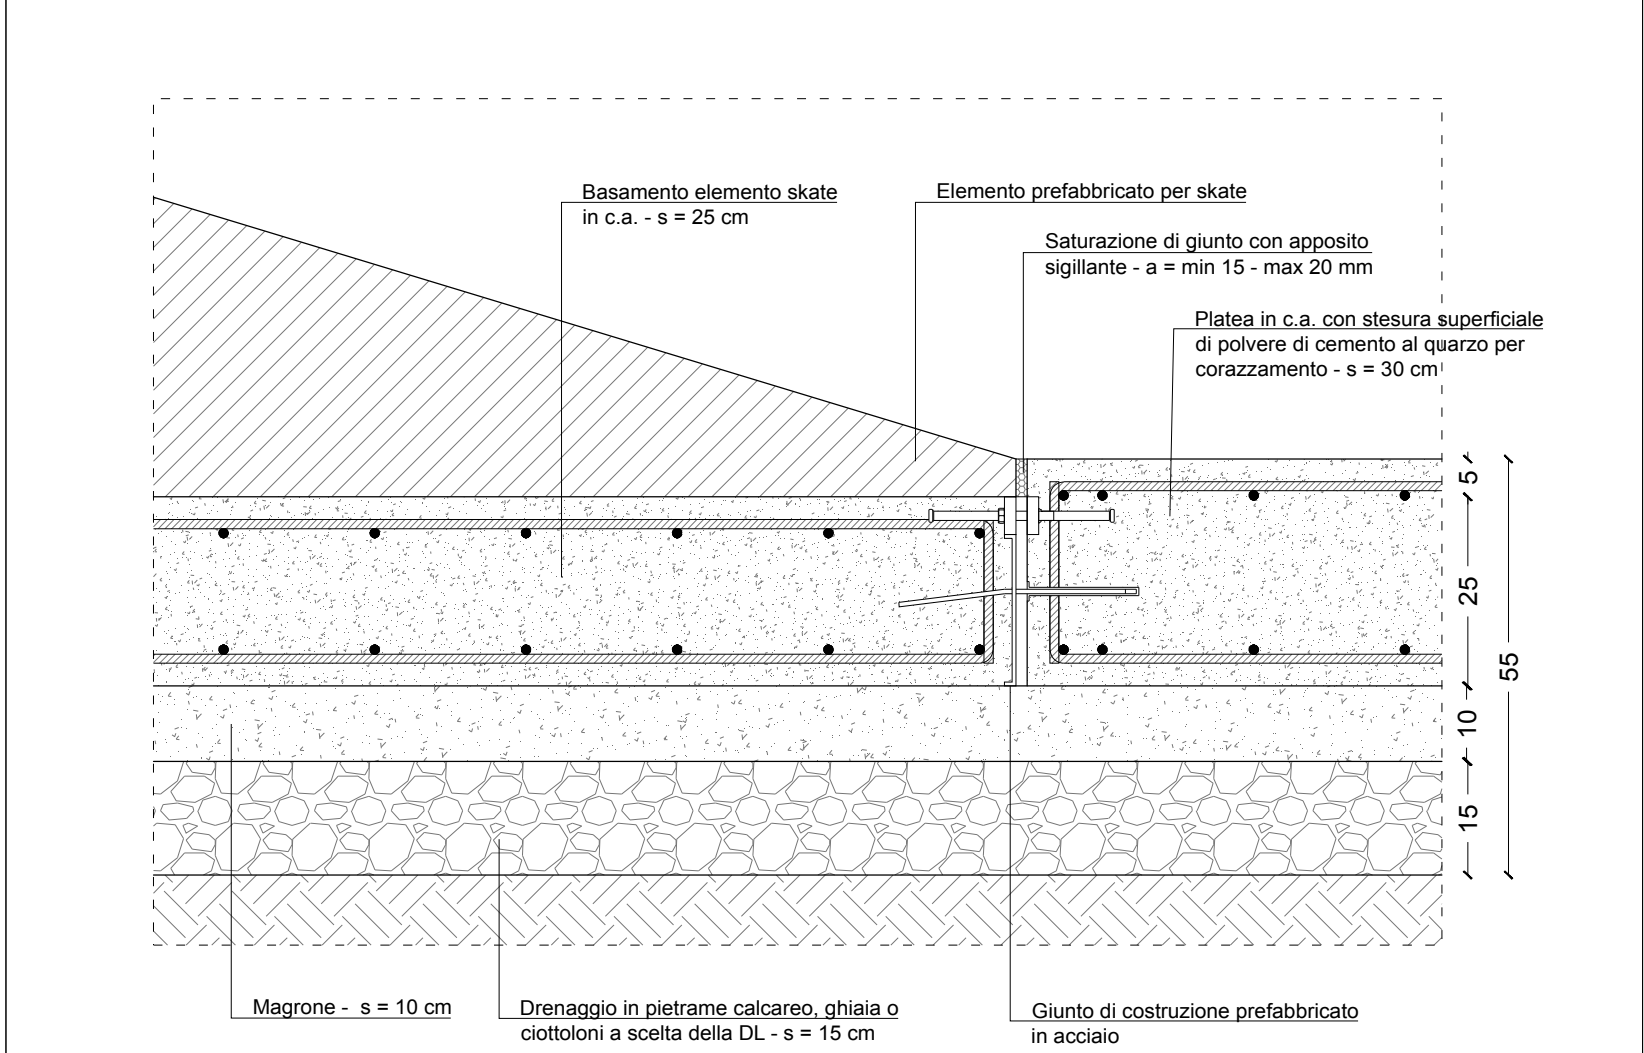 Basamento elemento skate
in c.a. - s = 25 cm
Elemento prefabbricato per skate
Saturazione di giunto con apposito
sigillante - a = min 15 - max 20 mm
Platea in c.a. con stesura superficiale
di polvere di cemento al quarzo per
corazzamento - s = 30 cm
5
25
10
15
55
Magrone - s = 10 cm
Drenaggio in pietrame calcareo, ghiaia o
ciottoloni a scelta della DL - s = 15 cm
Giunto di costruzione prefabbricato
in acciaio